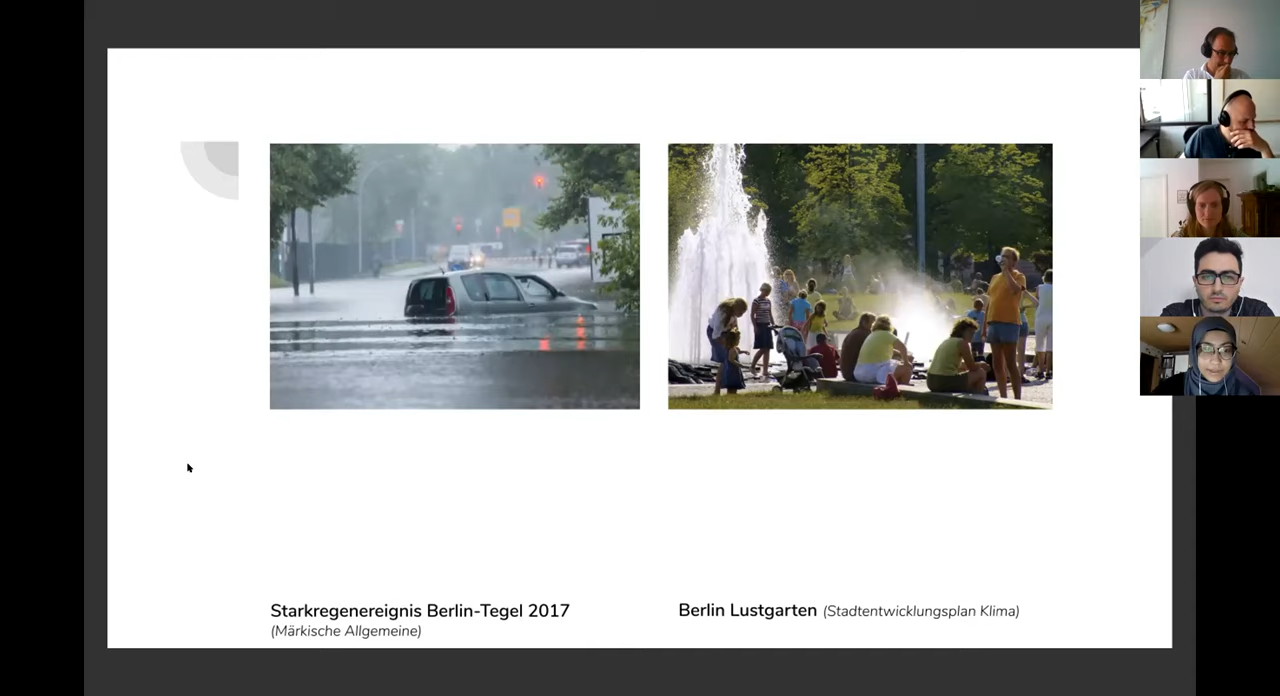 Starkregenereignis Berlin-Tegel 2017
(Märkische Allgemeine)
Berlin Lustgarten (Stadtentwicklungsplan Klima)